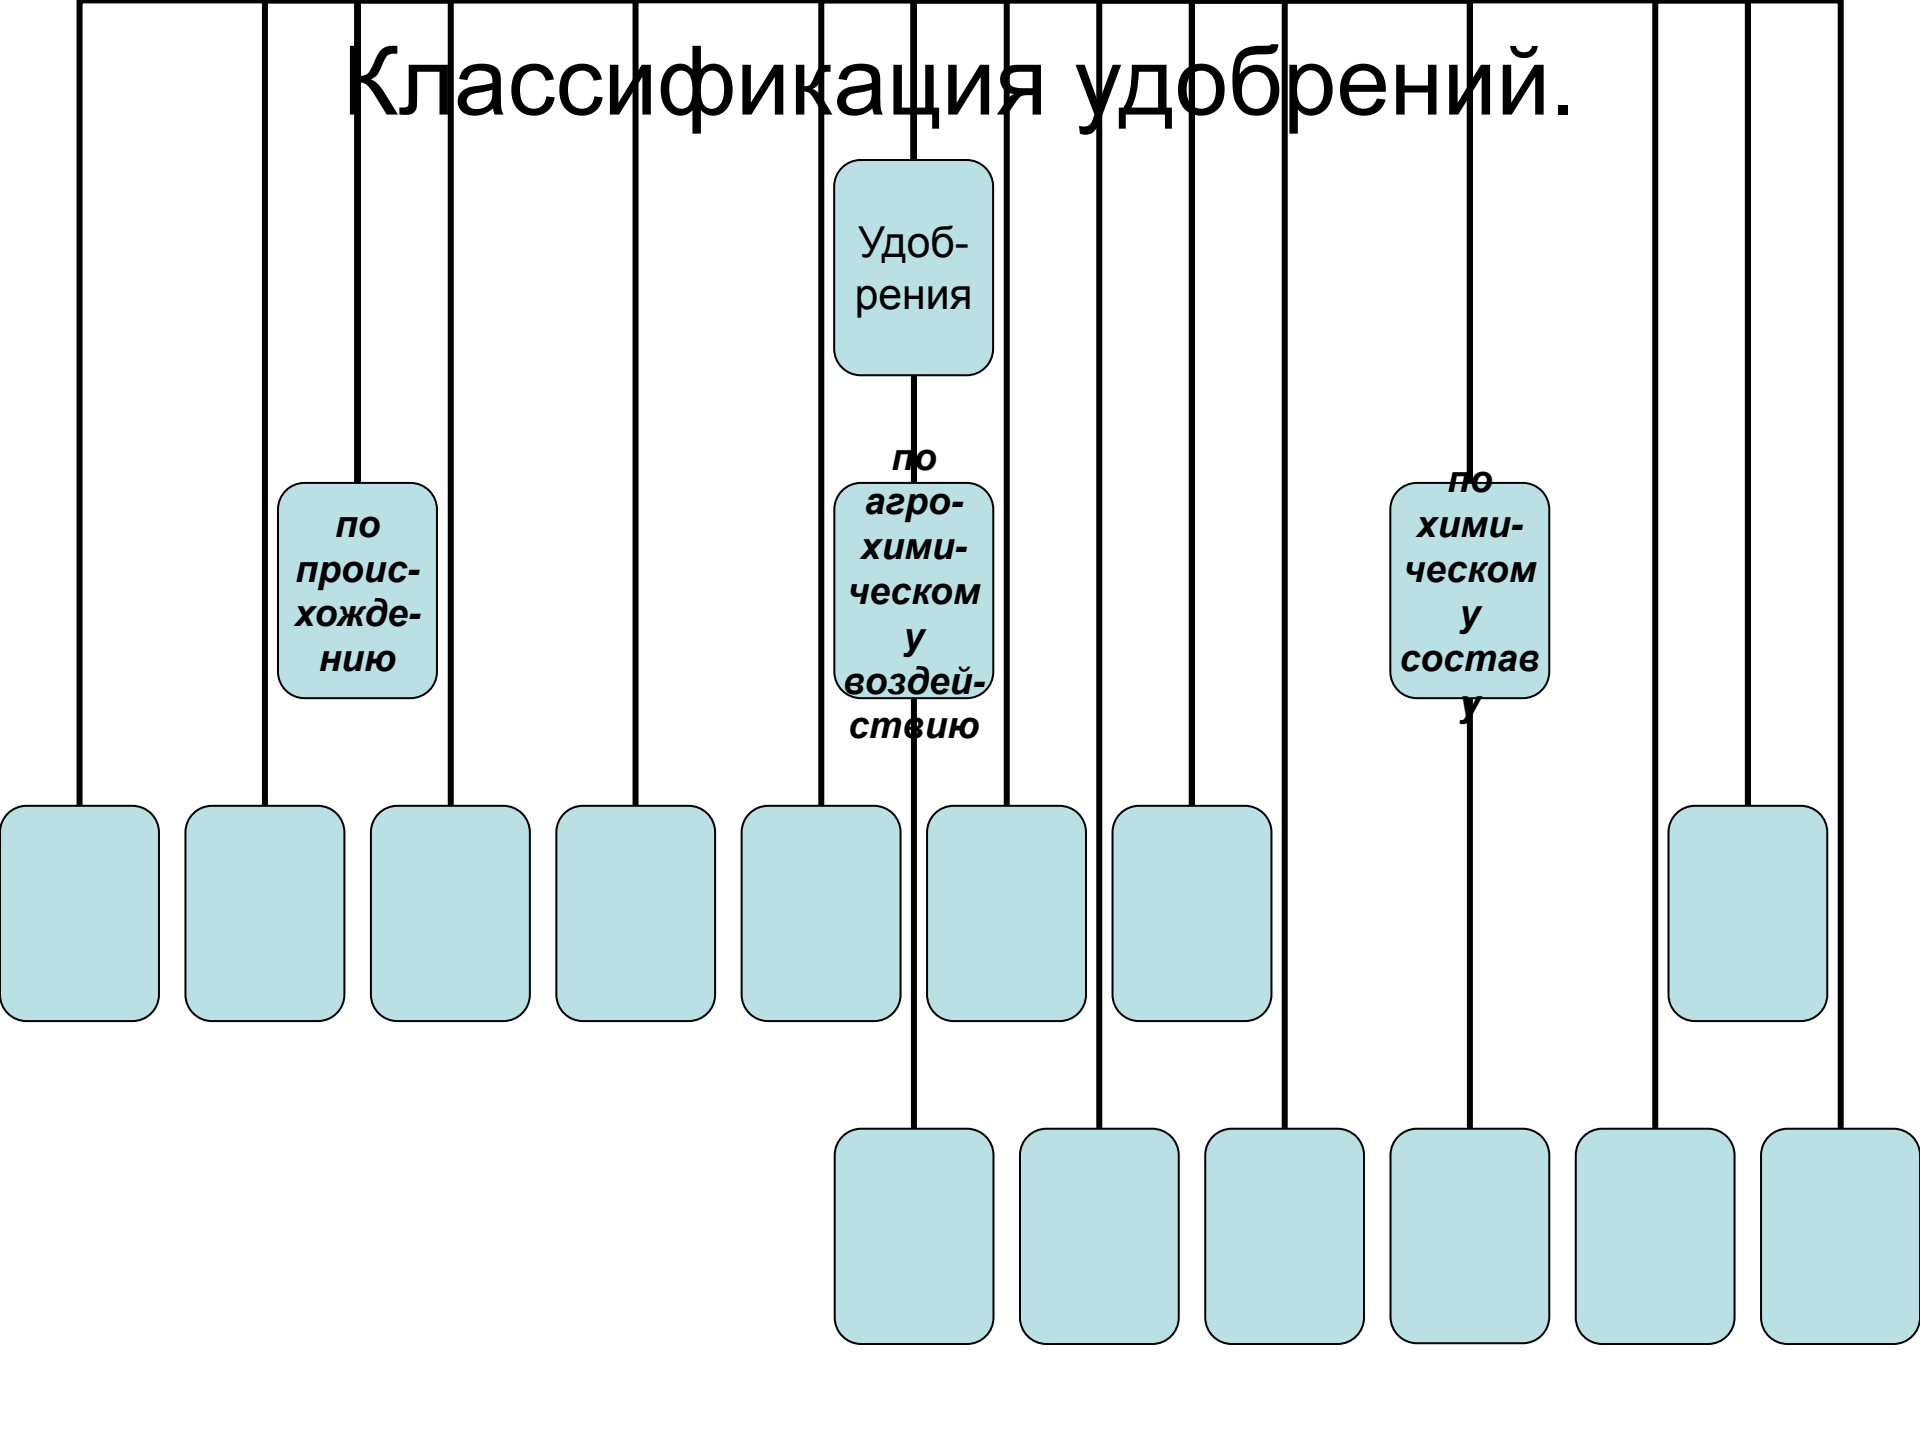 Классификация удобрений.
Удоб-
рения
по
проис-
хожде-
нию
по
агро-
хими-
ческом
у
воздей-
ствию
по
хими-
ческом
у
состав
у